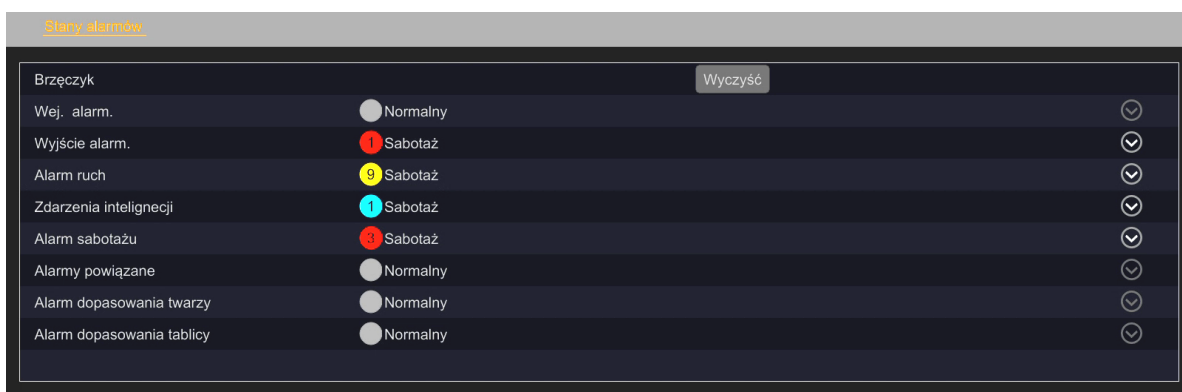 Stany alarmów
Brzęczyk Wyczyść
Wej. alarm. Normalny
Wyjście alarm. 1 Sabotaż
Alarm ruch 9 Sabotaż
Zdarzenia intelignecji 1 Sabotaż
Alarm sabotażu 3 Sabotaż
Alarmy powiązane Normalny
Alarm dopasowania twarzy Normalny
Alarm dopasowania tablicy Normalny